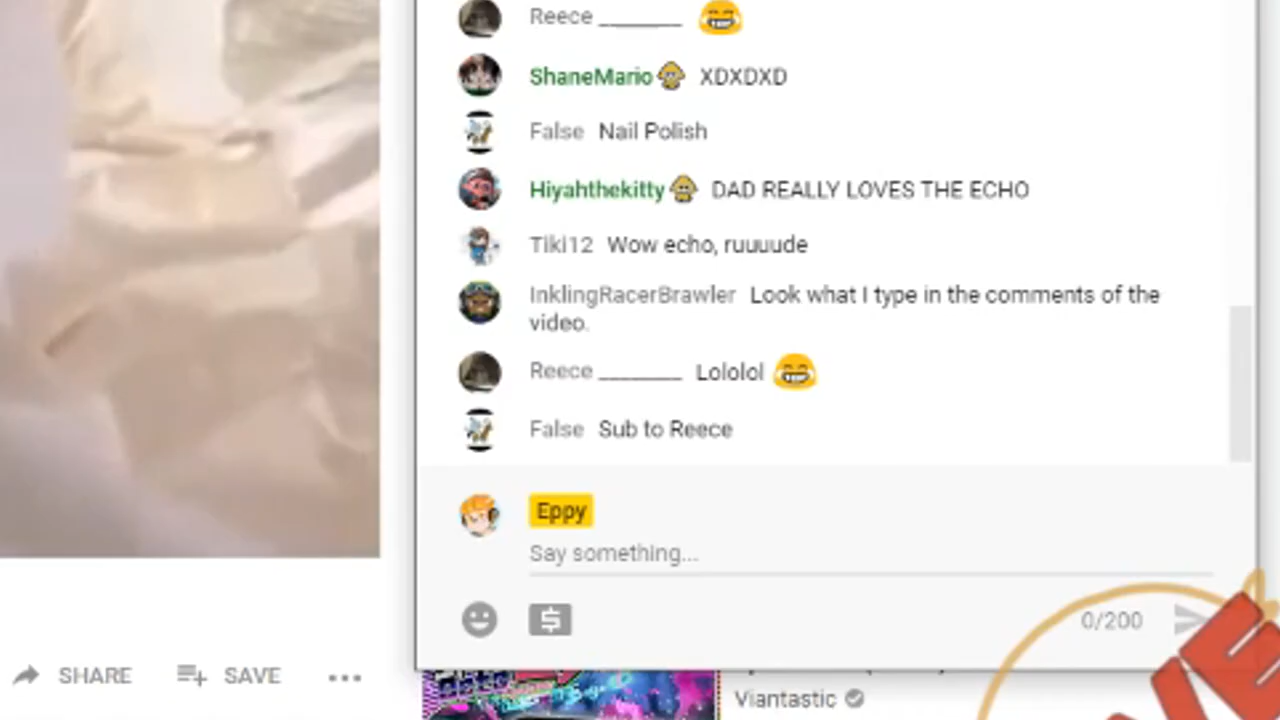 Reece ________ 😂
ShaneMario XDXDXD
False Nail Polish
Hiyahthekitty DAD REALLY LOVES THE ECHO
Tiki12 Wow echo, ruuuude
InklingRacerBrawler Look what I type in the comments of the
video.
Reece ________ Lololol 😂
False Sub to Reece
Eppy
Say something...
0/200
SHARE SAVE
Viantastic
VE